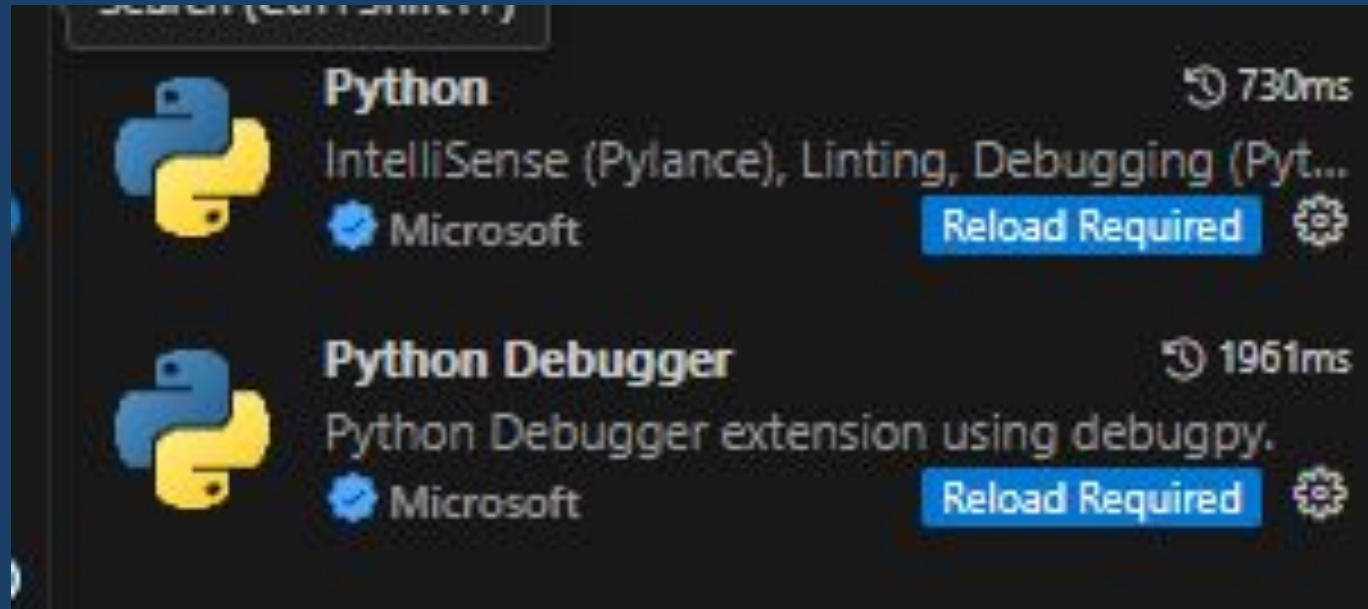 Python
730ms
IntelliSense (Pylance), Linting, Debugging (Pyt...
Microsoft
Reload Required
Python Debugger
1961ms
Python Debugger extension using debugpy.
Microsoft
Reload Required